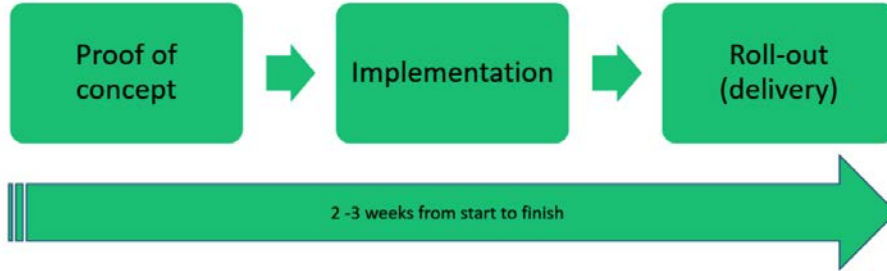 Proof of
concept
Implementation
Roll-out
(delivery)
2 -3 weeks from start to finish